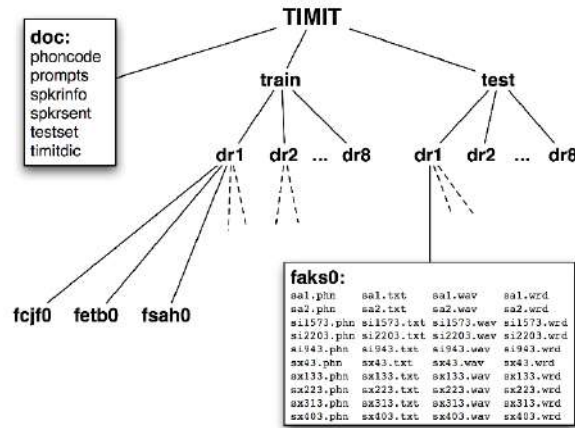 TIMIT
doc:
phoncode
prompts
spkrinfo
spkrsent
testset
timitdic
train
test
dr1 dr2 ... dr8
dr1 dr2 ... dr8
fcjf0 fetb0 fsah0
faks0:
sa1.phn sa1.txt sa1.wav sa1.wrd
sa2.phn sa2.txt sa2.wav sa2.wrd
si1573.phn si1573.txt si1573.wav si1573.wrd
si2203.phn si2203.txt si2203.wav si2203.wrd
si943.phn si943.txt si943.wav si943.wrd
sx43.phn sx43.txt sx43.wav sx43.wrd
sx133.phn sx133.txt sx133.wav sx133.wrd
sx223.phn sx223.txt sx223.wav sx223.wrd
sx313.phn sx313.txt sx313.wav sx313.wrd
sx403.phn sx403.txt sx403.wav sx403.wrd